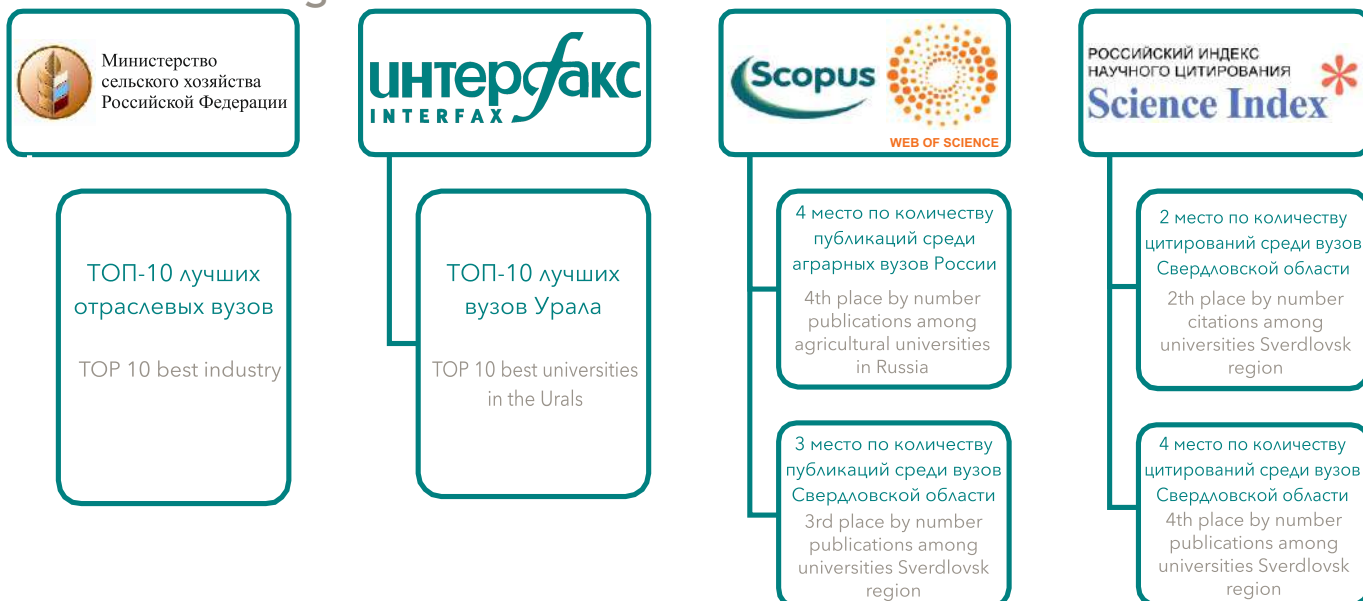 Министерство
сельского хозяйства
Российской Федерации
ТОП-10 лучших
отраслевых вузов
TOP 10 best industry
интерфакс
INTERFAX
ТОП-10 лучших
вузов Урала
TOP 10 best universities
in the Urals
Scopus
WEB OF SCIENCE
4 место по количеству
публикаций среди
аграрных вузов России
4th place by number
publications among
agricultural universities
in Russia
3 место по количеству
публикаций среди вузов
Свердловской области
3rd place by number
publications among
universities Sverdlovsk
region
РОССИЙСКИЙ ИНДЕКС
НАУЧНОГО ЦИТИРОВАНИЯ
Science Index
2 место по количеству
цитирований среди вузов
Свердловской области
2th place by number
citations among
universities Sverdlovsk
region
4 место по количеству
цитирований среди вузов
Свердловской области
4th place by number
publications among
universities Sverdlovsk
region